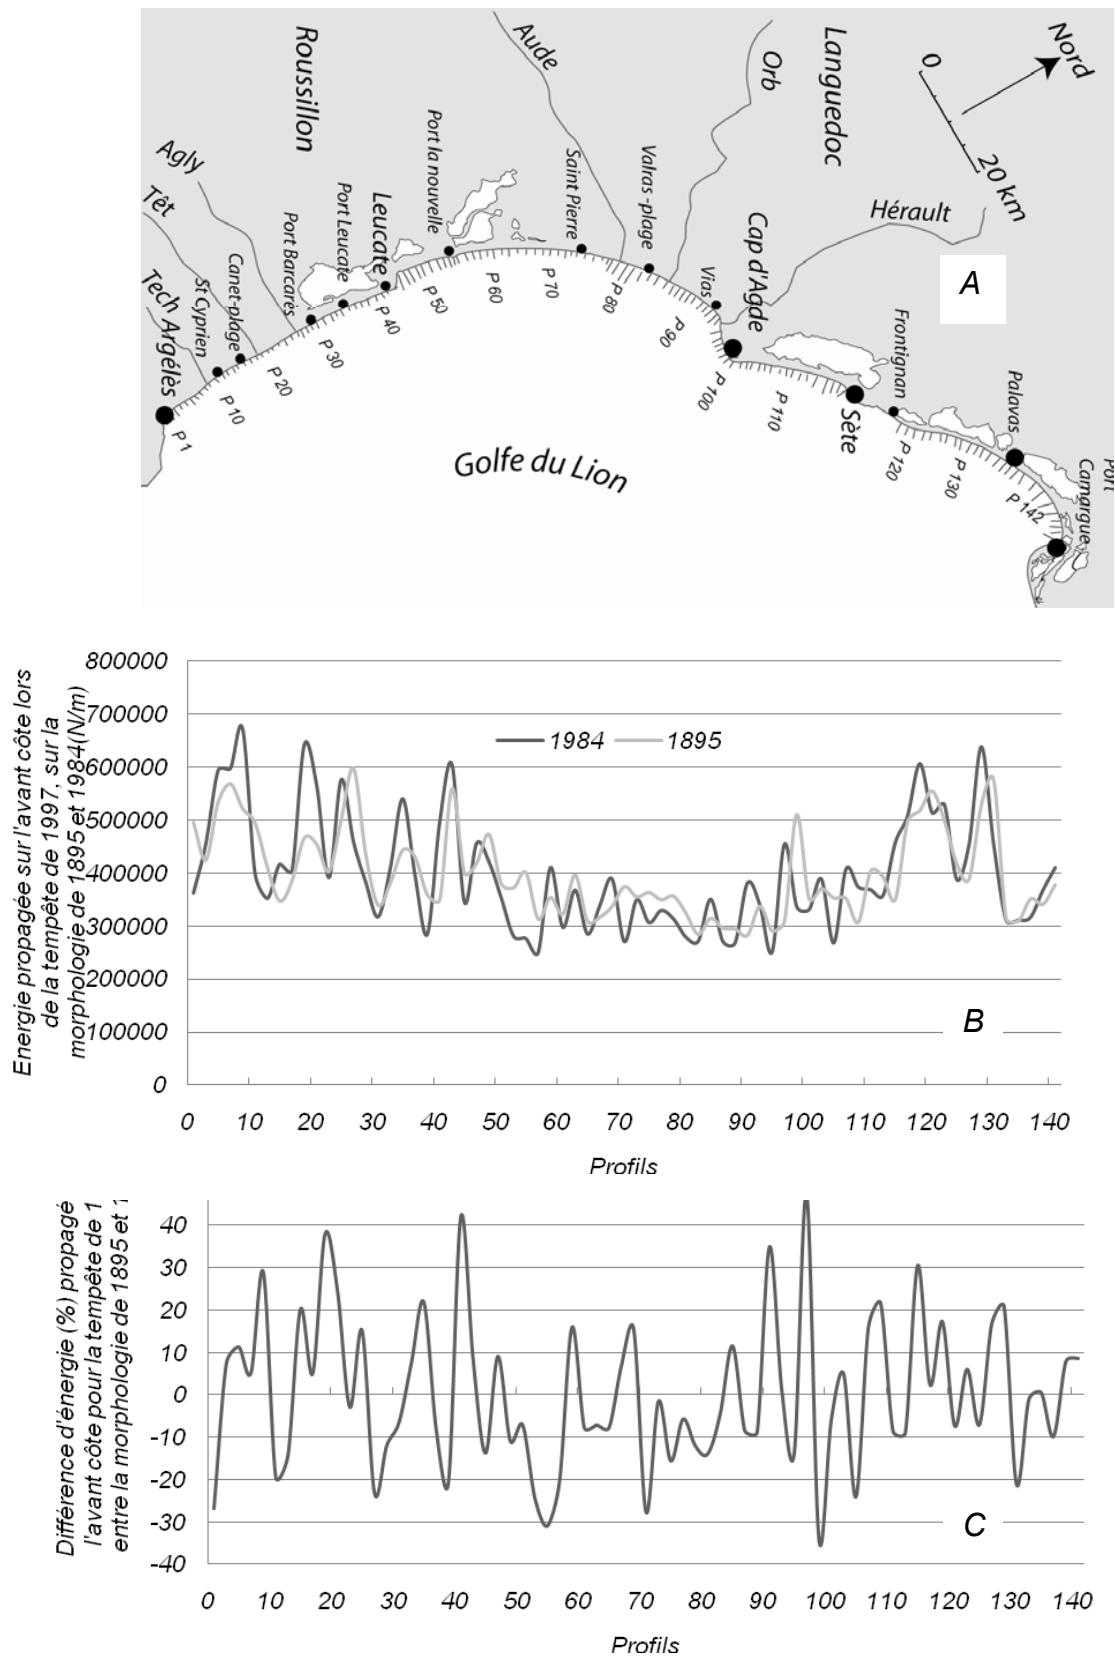 Nord
0
20 km
Roussillon
Aude
Orb
Languedoc
Agly
Têt
Tech
Hérault
Argélès
St Cyprien
Canet-plage
Port Barcarès
Port Leucate
Leucate
Port la nouvelle
Saint Pierre
Valras -plage
Vias
Cap d'Agde
Sète
Frontignan
Palavas
Port
Camargue
P 1
P 10
P 20
P 30
P 40
P 50
P 60
P 70
P 80
P 90
P 100
P 110
P 120
P 130
P 142
Golfe du Lion
A
Energie propagée sur l'avant côte lors
de la tempête de 1997, sur la
morphologie de 1895 et 1984(N/m)
800000
700000
600000
500000
400000
300000
200000
100000
0
1984
1895
B
0 10 20 30 40 50 60 70 80 90 100 110 120 130 140
Profils
Différence d'énergie (%) propagé
l'avant côte pour la tempête de 1
entre la morphologie de 1895 et 1
40
30
20
10
0
-10
-20
-30
-40
C
0 10 20 30 40 50 60 70 80 90 100 110 120 130 140
Profils